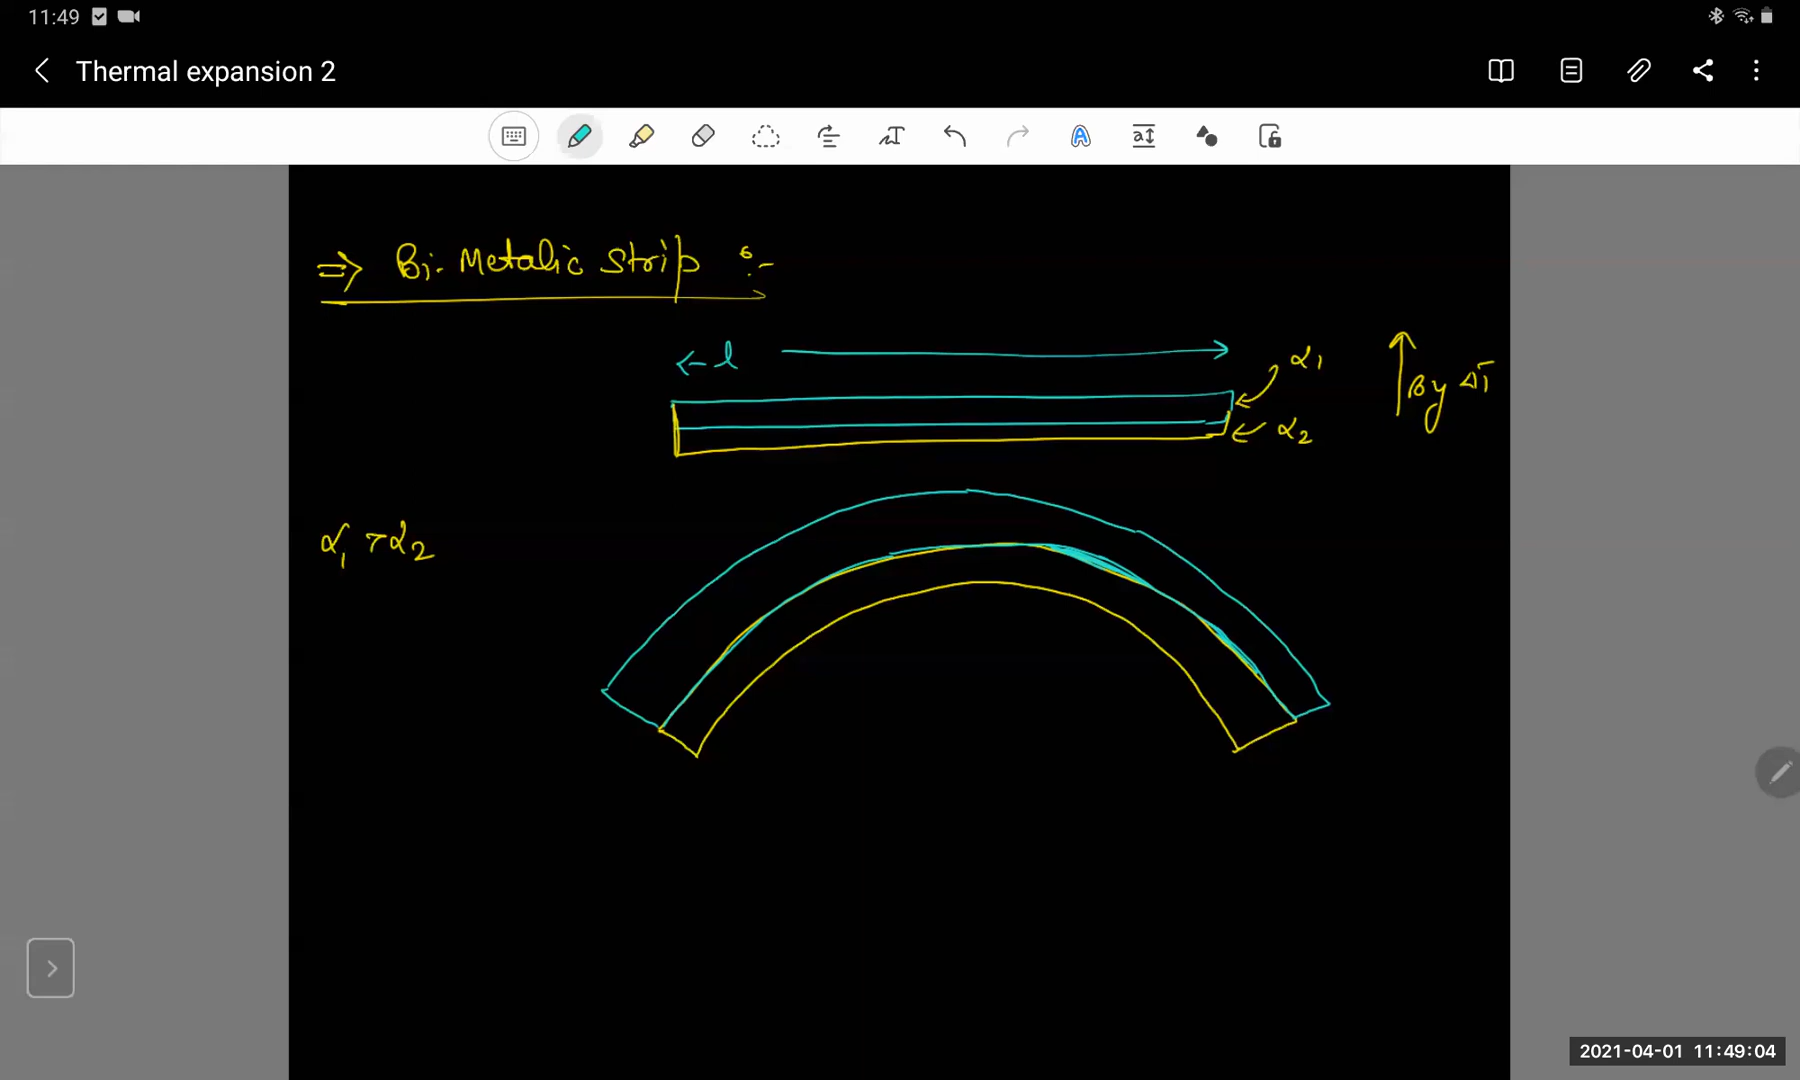 11:49
Thermal expansion 2
⇒ Bi-Metalic Strip :-
← l →
α1
By ΔT
α2
α1 > α2
2021-04-01 11:49:04